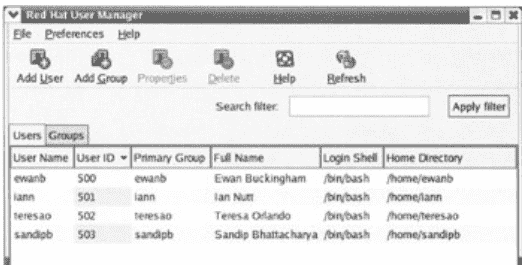 Red Hat User Manager
File Preferences Help
Add User Add Group Properties Delete Help Refresh
Search filter: Apply filter
Users Groups
User Name User ID Primary Group Full Name Login Shell Home Directory
ewanb 500 ewanb Ewan Buckingham /bin/bash /home/ewanb
iann 501 iann Ian Nutt /bin/bash /home/iann
teresao 502 teresao Teresa Orlando /bin/bash /home/teresao
sandipb 503 sandipb Sandip Bhattacharya /bin/bash /home/sandipb